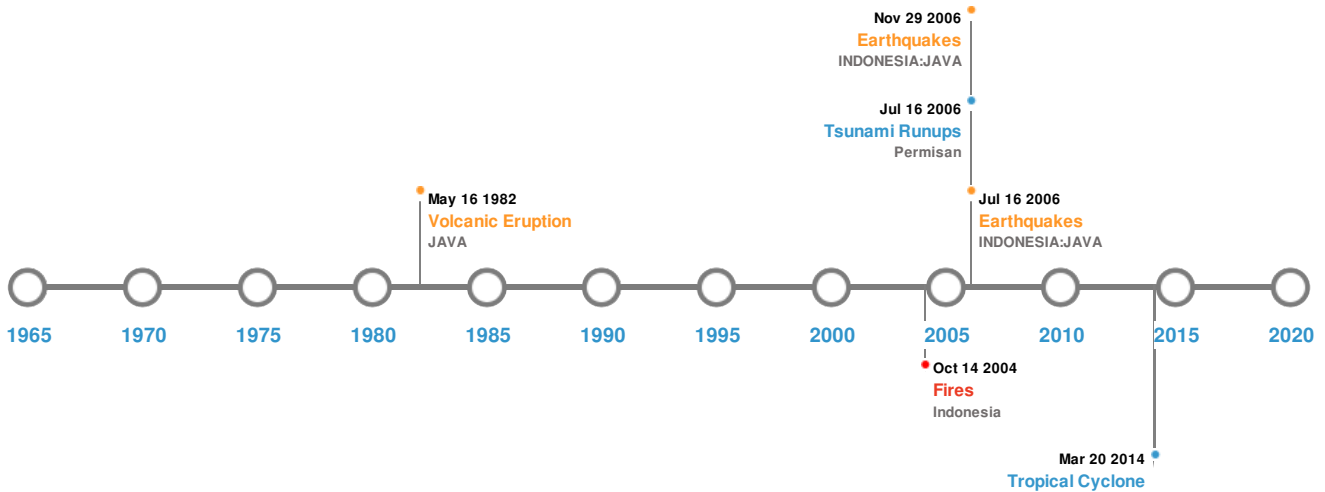 Nov 29 2006
Earthquakes
INDONESIA:JAVA
Jul 16 2006
Tsunami Runups
Permisan
May 16 1982
Volcanic Eruption
JAVA
Jul 16 2006
Earthquakes
INDONESIA:JAVA
1965 1970 1975 1980 1985 1990 1995 2000 2005 2010 2015 2020
Oct 14 2004
Fires
Indonesia
Mar 20 2014
Tropical Cyclone